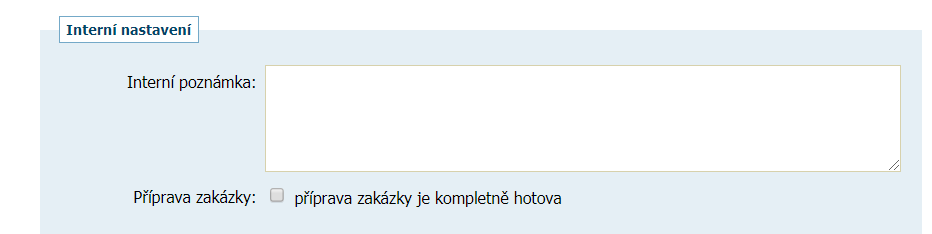 Interní nastavení
Interní poznámka:
Příprava zakázky: příprava zakázky je kompletně hotova